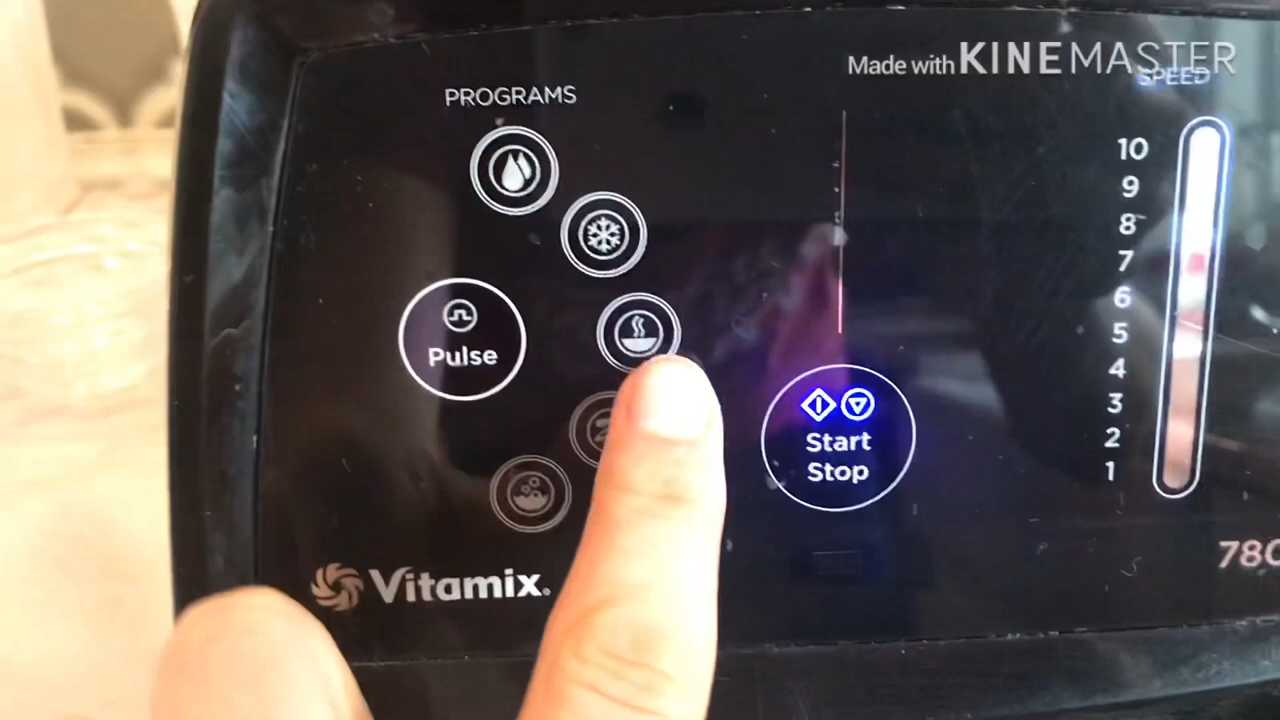 Made with KINEMASTER
PROGRAMS
SPEED
10
9
8
7
6
5
4
3
2
1
Pulse
Start
Stop
Vitamix.